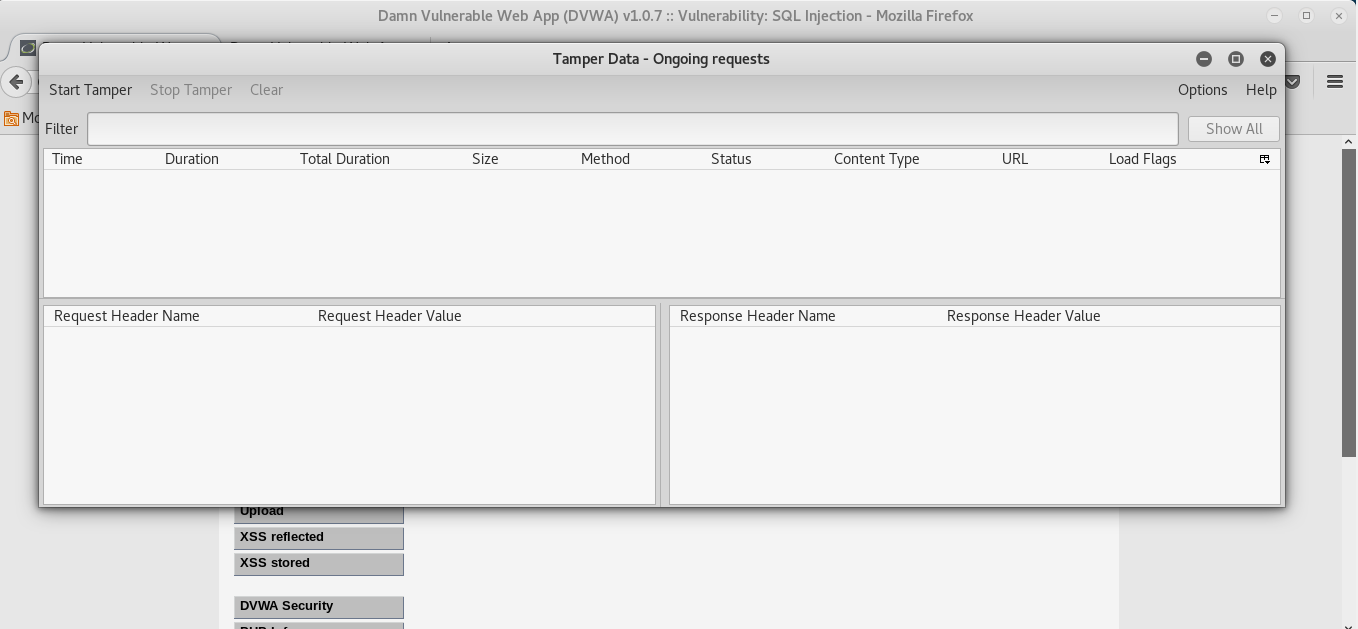 Damn Vulnerable Web App (DVWA) v1.0.7 :: Vulnerability: SQL Injection - Mozilla Firefox
Tamper Data - Ongoing requests
Start Tamper Stop Tamper Clear Options Help
Filter Show All
Time Duration Total Duration Size Method Status Content Type URL Load Flags
Request Header Name Request Header Value Response Header Name Response Header Value
Upload
XSS reflected
XSS stored
DVWA Security